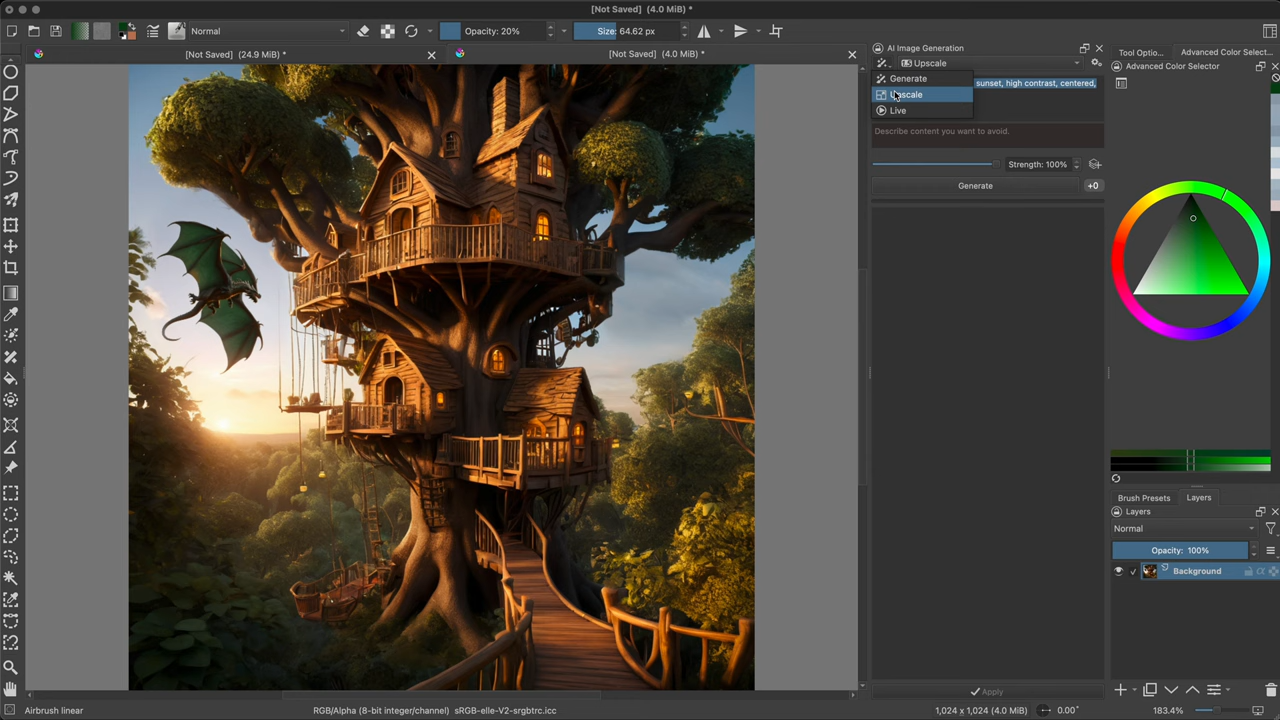 [Not Saved] (4.0 MiB) *
Normal
Opacity: 20%
Size: 64.62 px
[Not Saved] (24.9 MiB) *
[Not Saved] (4.0 MiB) *
AI Image Generation
Upscale
Generate
Upscale
Live
sunset, high contrast, centered,
Describe content you want to avoid.
Strength: 100%
Generate
+0
Apply
Tool Optio...
Advanced Color Select...
Advanced Color Selector
Brush Presets
Layers
Layers
Normal
Opacity: 100%
Background
Airbrush linear
RGB/Alpha (8-bit integer/channel) sRGB-elle-V2-srgbtrc.icc
1,024 x 1,024 (4.0 MiB)
0.00°
183.4%